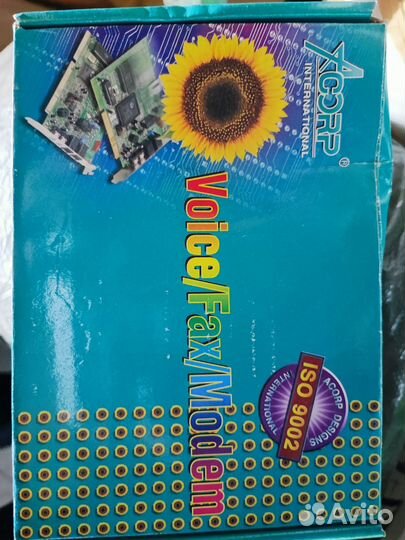 ACORP®
INTERNATIONAL
Voice/Fax/Modem
ACORP DESIGNS
ISO 9002
INTERNATIONAL
Avito